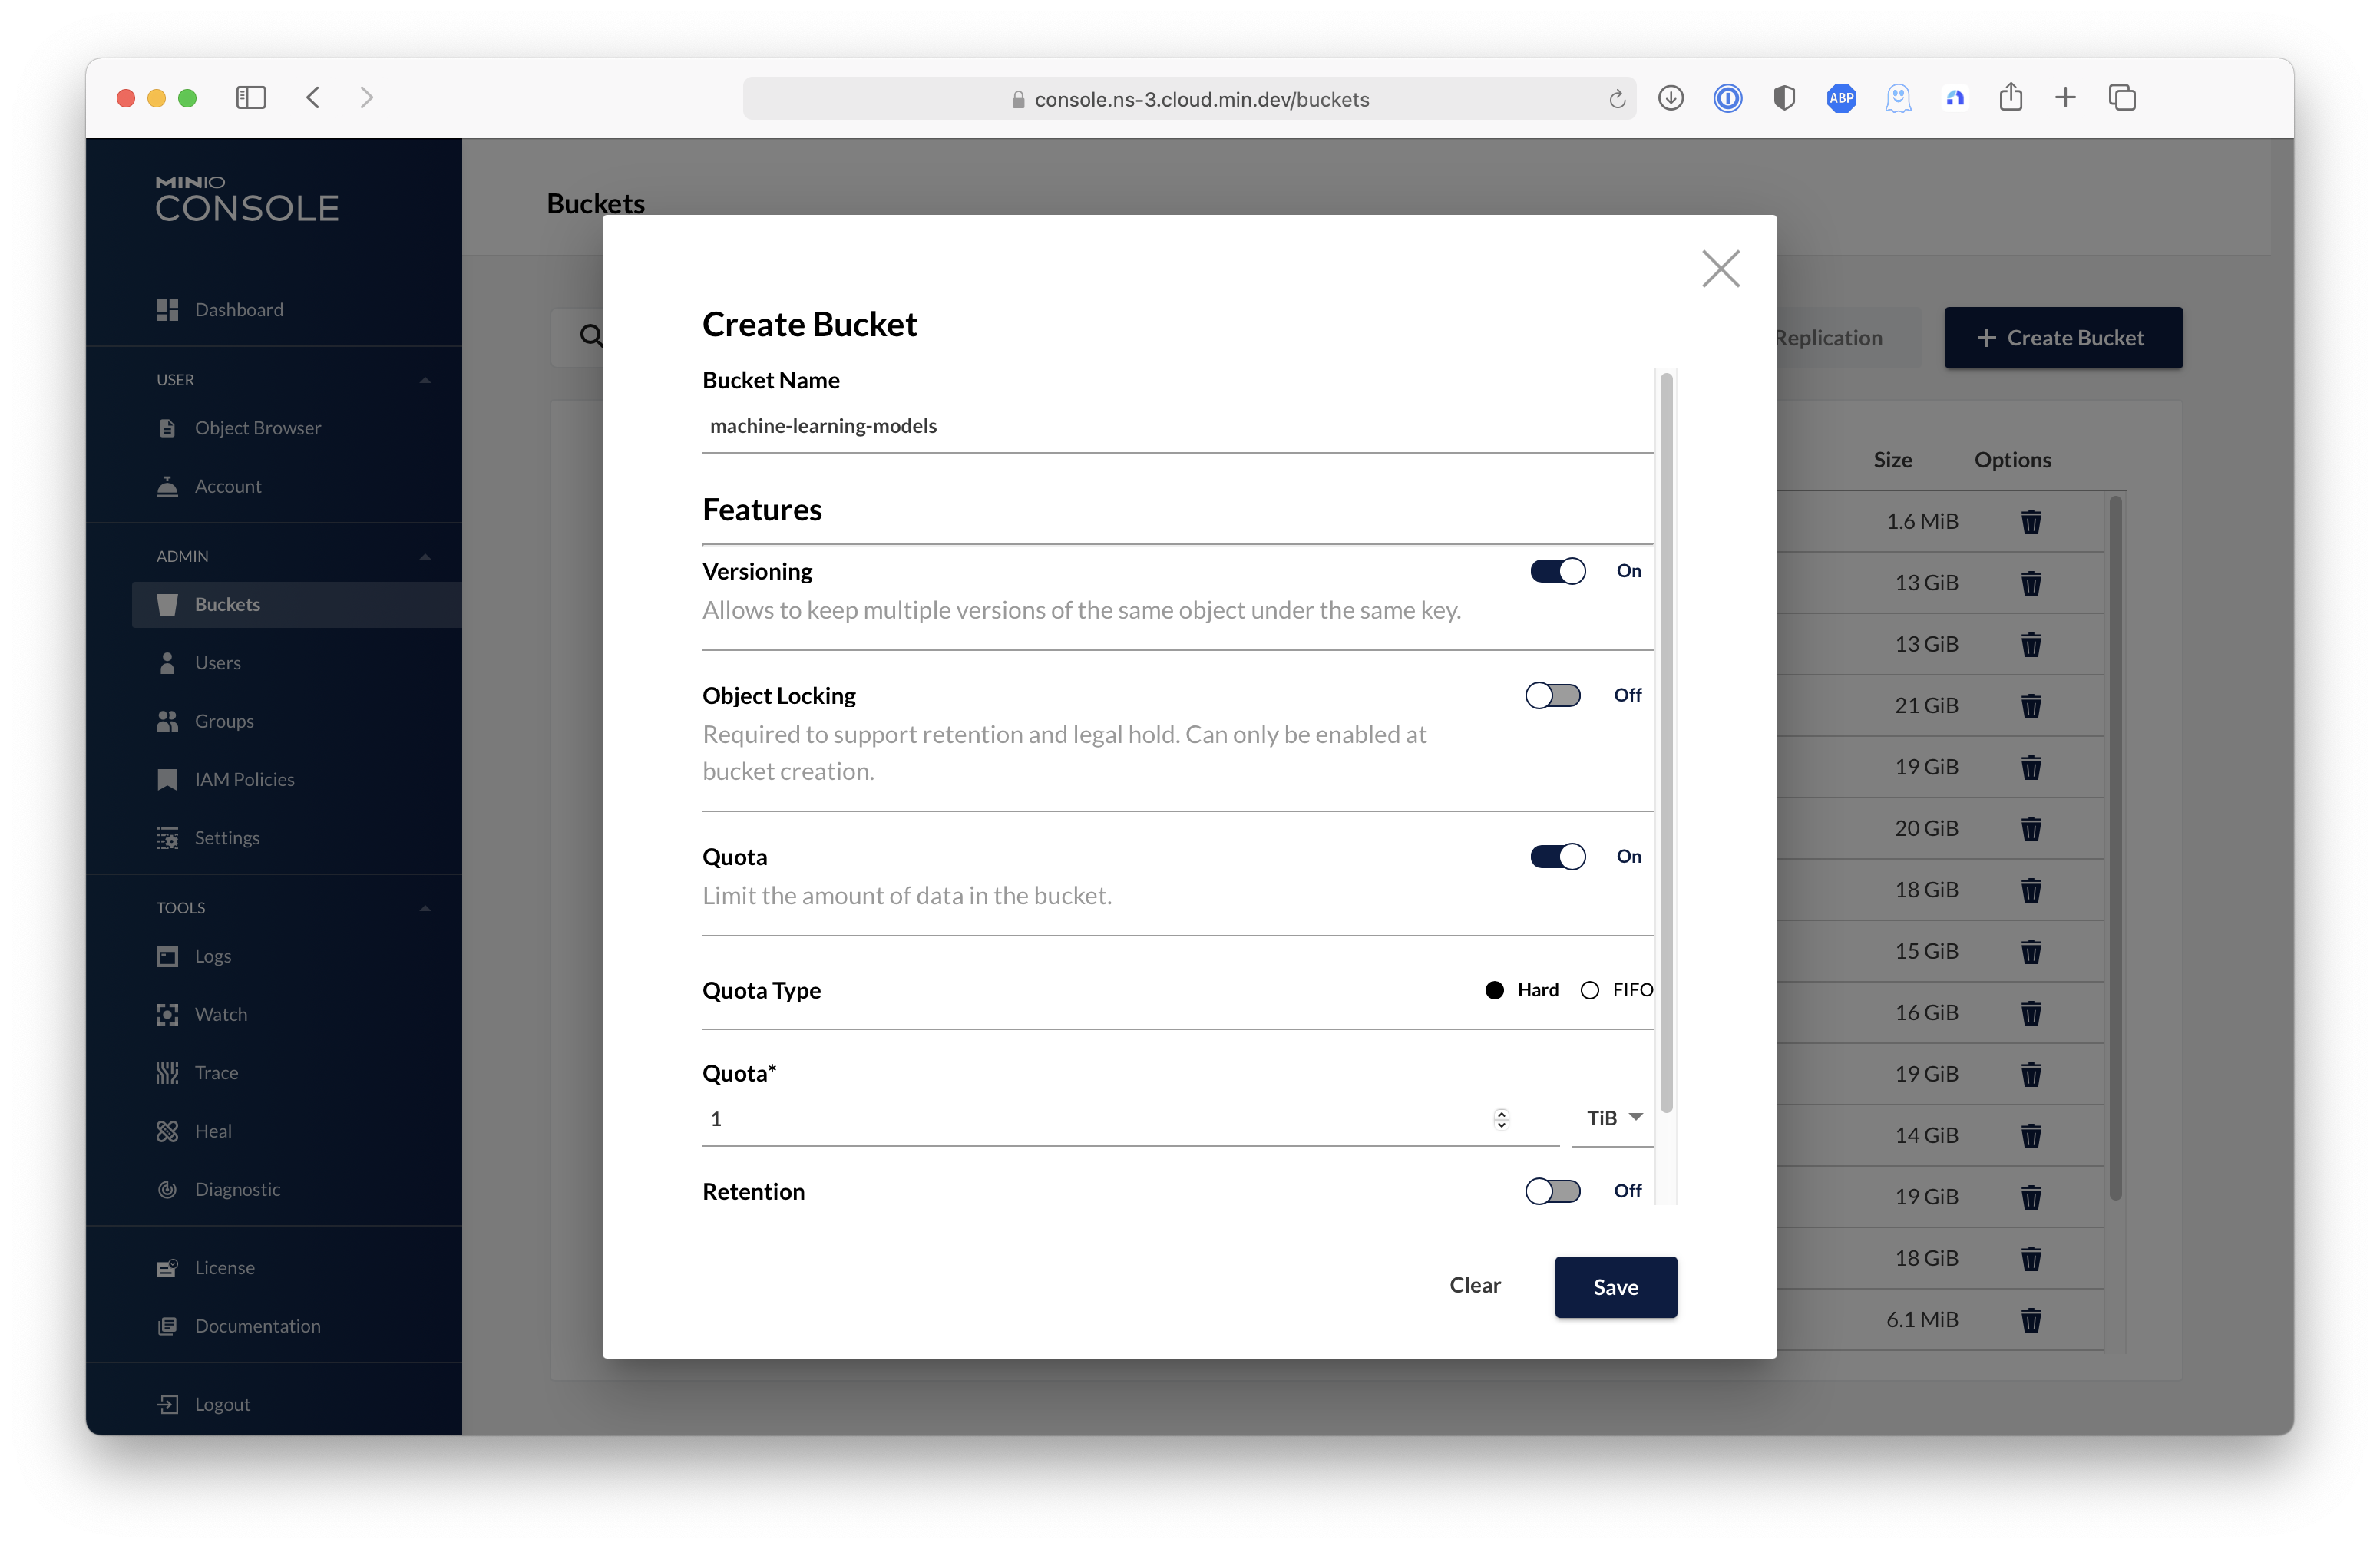 console.ns-3.cloud.min.dev/buckets
ABP
MINIO
CONSOLE
Dashboard
USER
Object Browser
Account
ADMIN
Buckets
Users
Groups
IAM Policies
Settings
TOOLS
Logs
Watch
Trace
Heal
Diagnostic
License
Documentation
Logout
Buckets
Replication
+ Create Bucket
Size Options
1.6 MiB
13 GiB
13 GiB
21 GiB
19 GiB
20 GiB
18 GiB
15 GiB
16 GiB
19 GiB
14 GiB
19 GiB
18 GiB
6.1 MiB
Create Bucket
Bucket Name
machine-learning-models
Features
Versioning On
Allows to keep multiple versions of the same object under the same key.
Object Locking Off
Required to support retention and legal hold. Can only be enabled at
bucket creation.
Quota On
Limit the amount of data in the bucket.
Quota Type Hard FIFO
Quota*
1 TiB
Retention Off
Clear Save